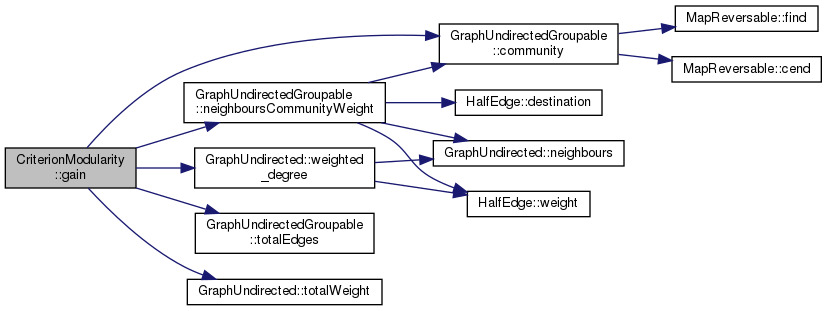 CriterionModularity
::gain
GraphUndirectedGroupable
::community
GraphUndirectedGroupable
::neighboursCommunityWeight
GraphUndirected::weighted
_degree
GraphUndirectedGroupable
::totalEdges
GraphUndirected::totalWeight
MapReversable::find
MapReversable::cend
HalfEdge::destination
GraphUndirected::neighbours
HalfEdge::weight